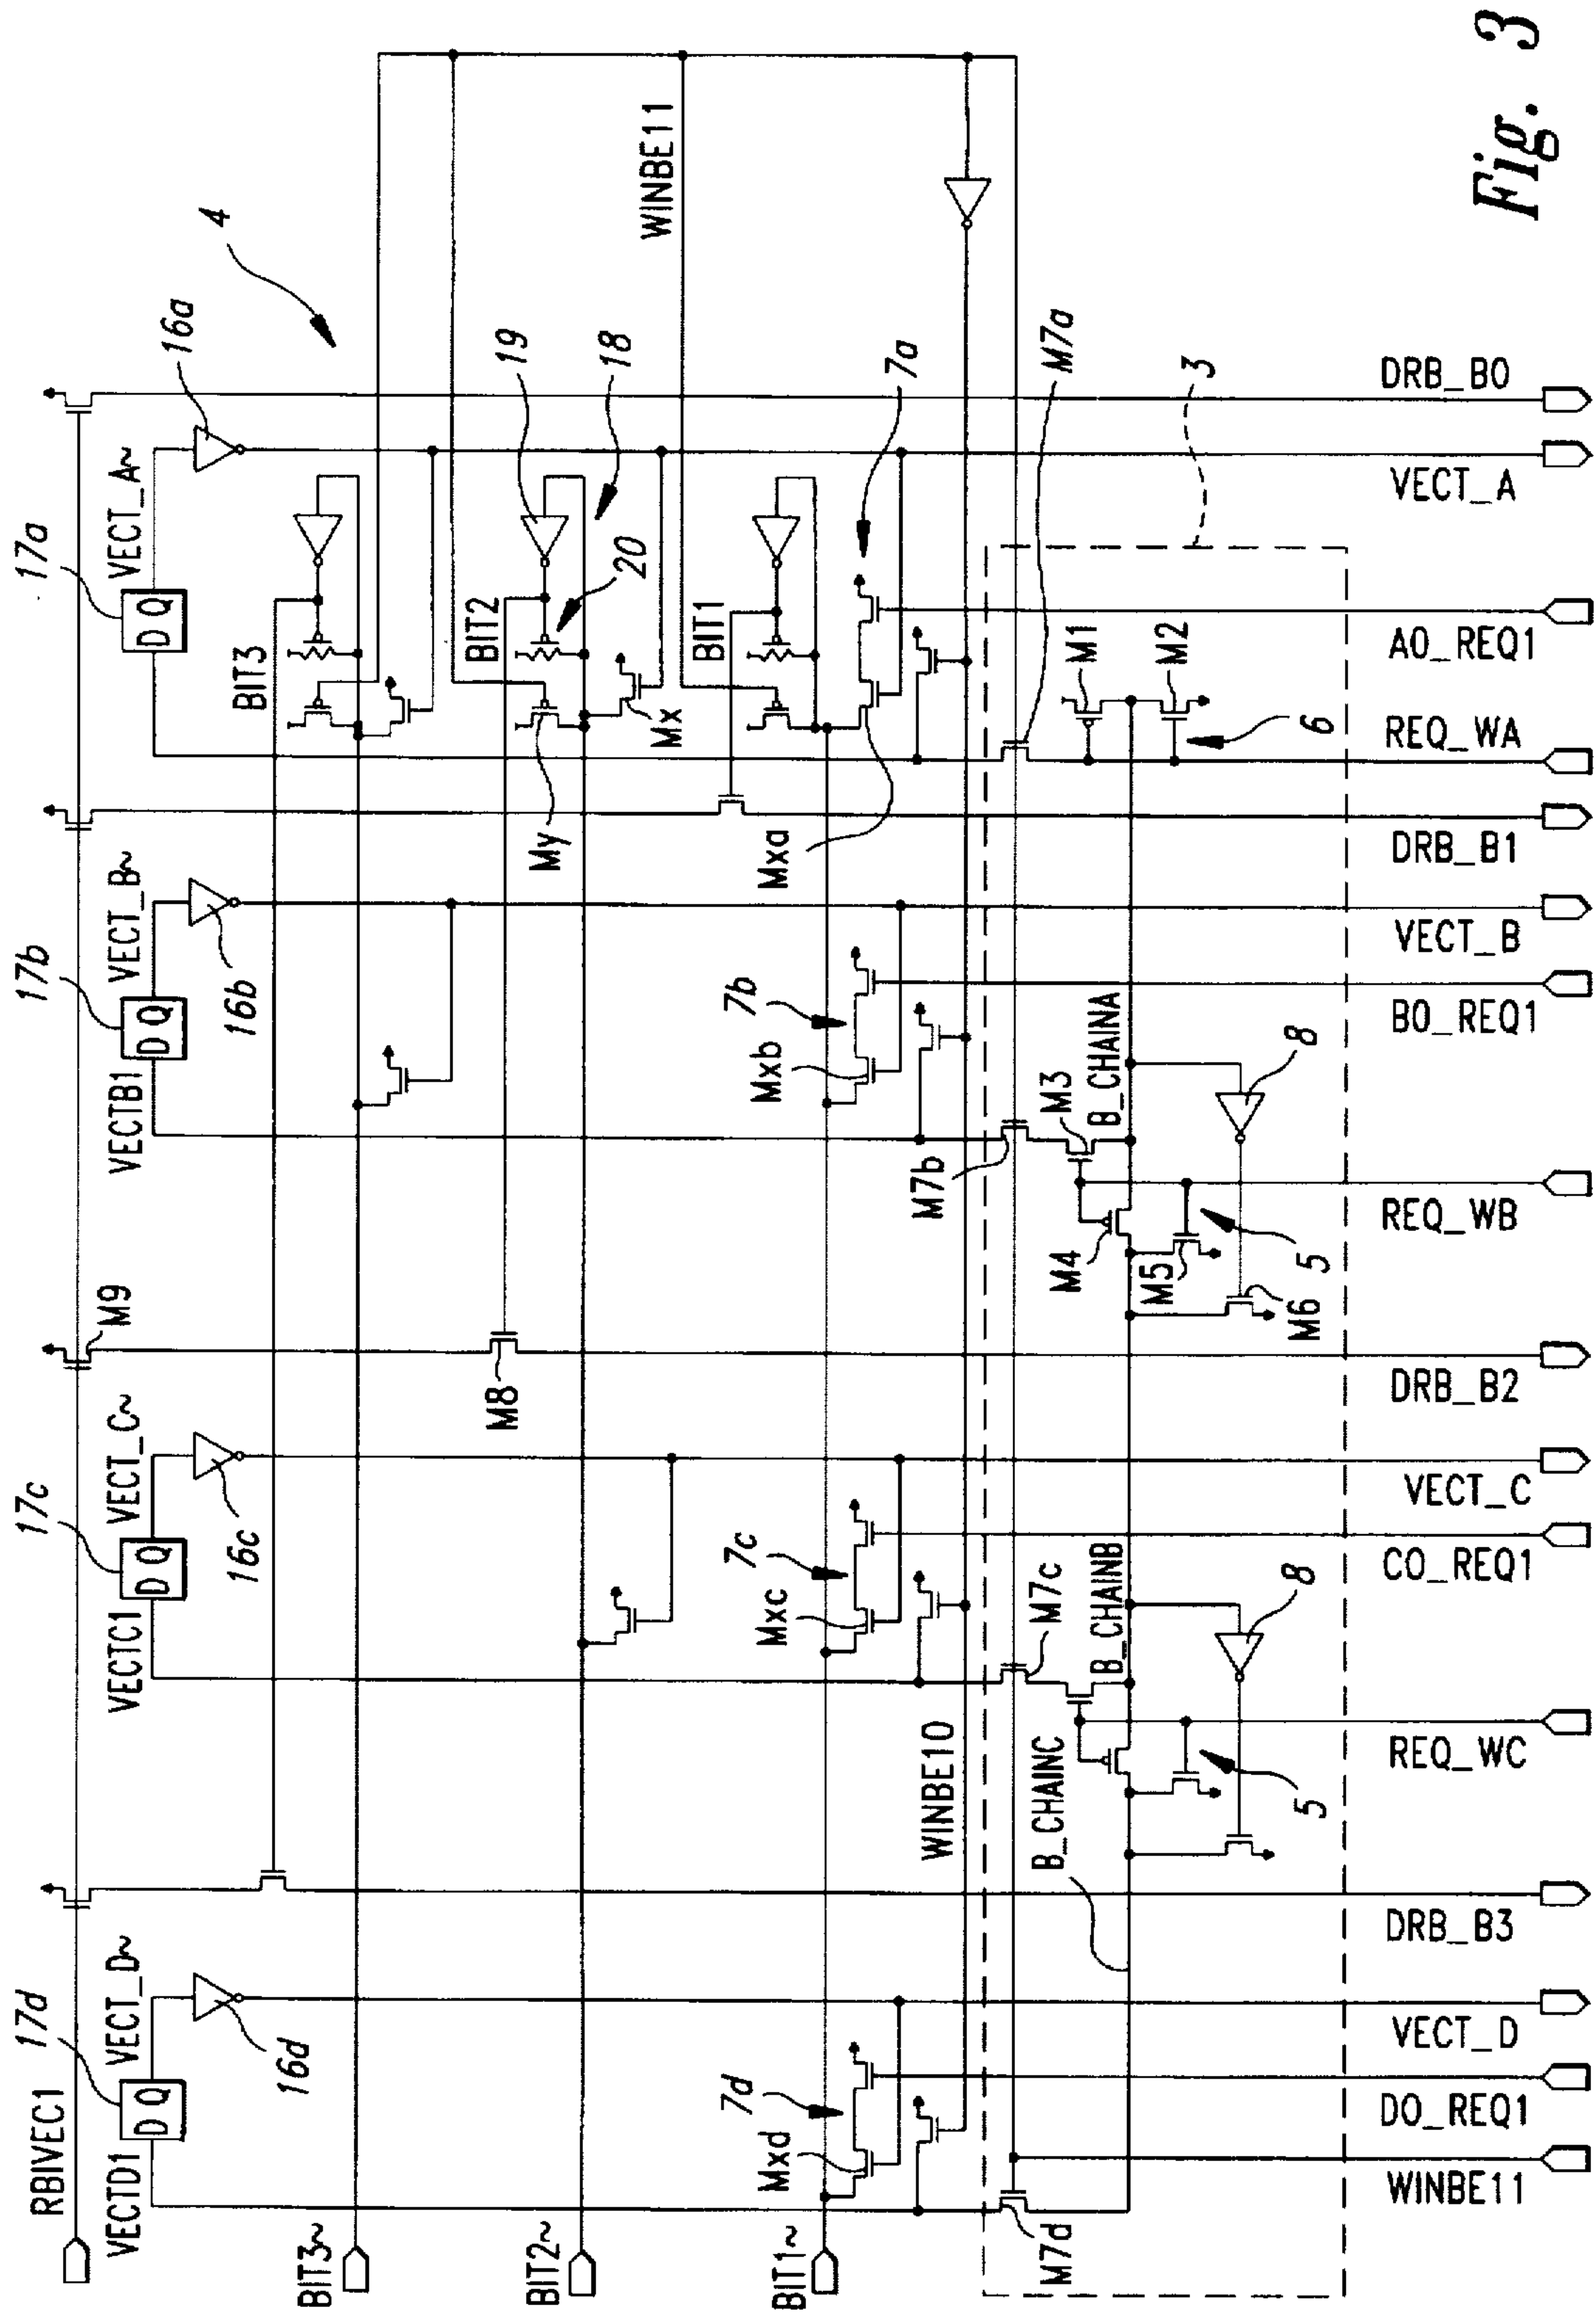 RBIVEC1
17d
VECTD1
D Q
VECT_D~
16d
17c
VECTC1
D Q
VECT_C~
16c
M9
17b
VECTB1
D Q
VECT_B~
16b
17a
D Q
VECT_A~
16a
4
BIT3~
BIT3
BIT2~
M8
BIT2
My
Mx
20
19
18
WINBE11
BIT1~
BIT1
7d
Mxd
7c
Mxc
7b
Mxb
Mxa
7a
WINBE10
M7d
B_CHAINC
M7c
B_CHAINB
M7b
M3
B_CHAINA
M4
M5
M6
M7a
M1
M2
8
8
5
5
6
3
WINBE11
D0_REQ1
VECT_D
DRB_B3
REQ_WC
C0_REQ1
VECT_C
DRB_B2
REQ_WB
B0_REQ1
VECT_B
DRB_B1
REQ_WA
A0_REQ1
VECT_A
DRB_B0
Fig. 3